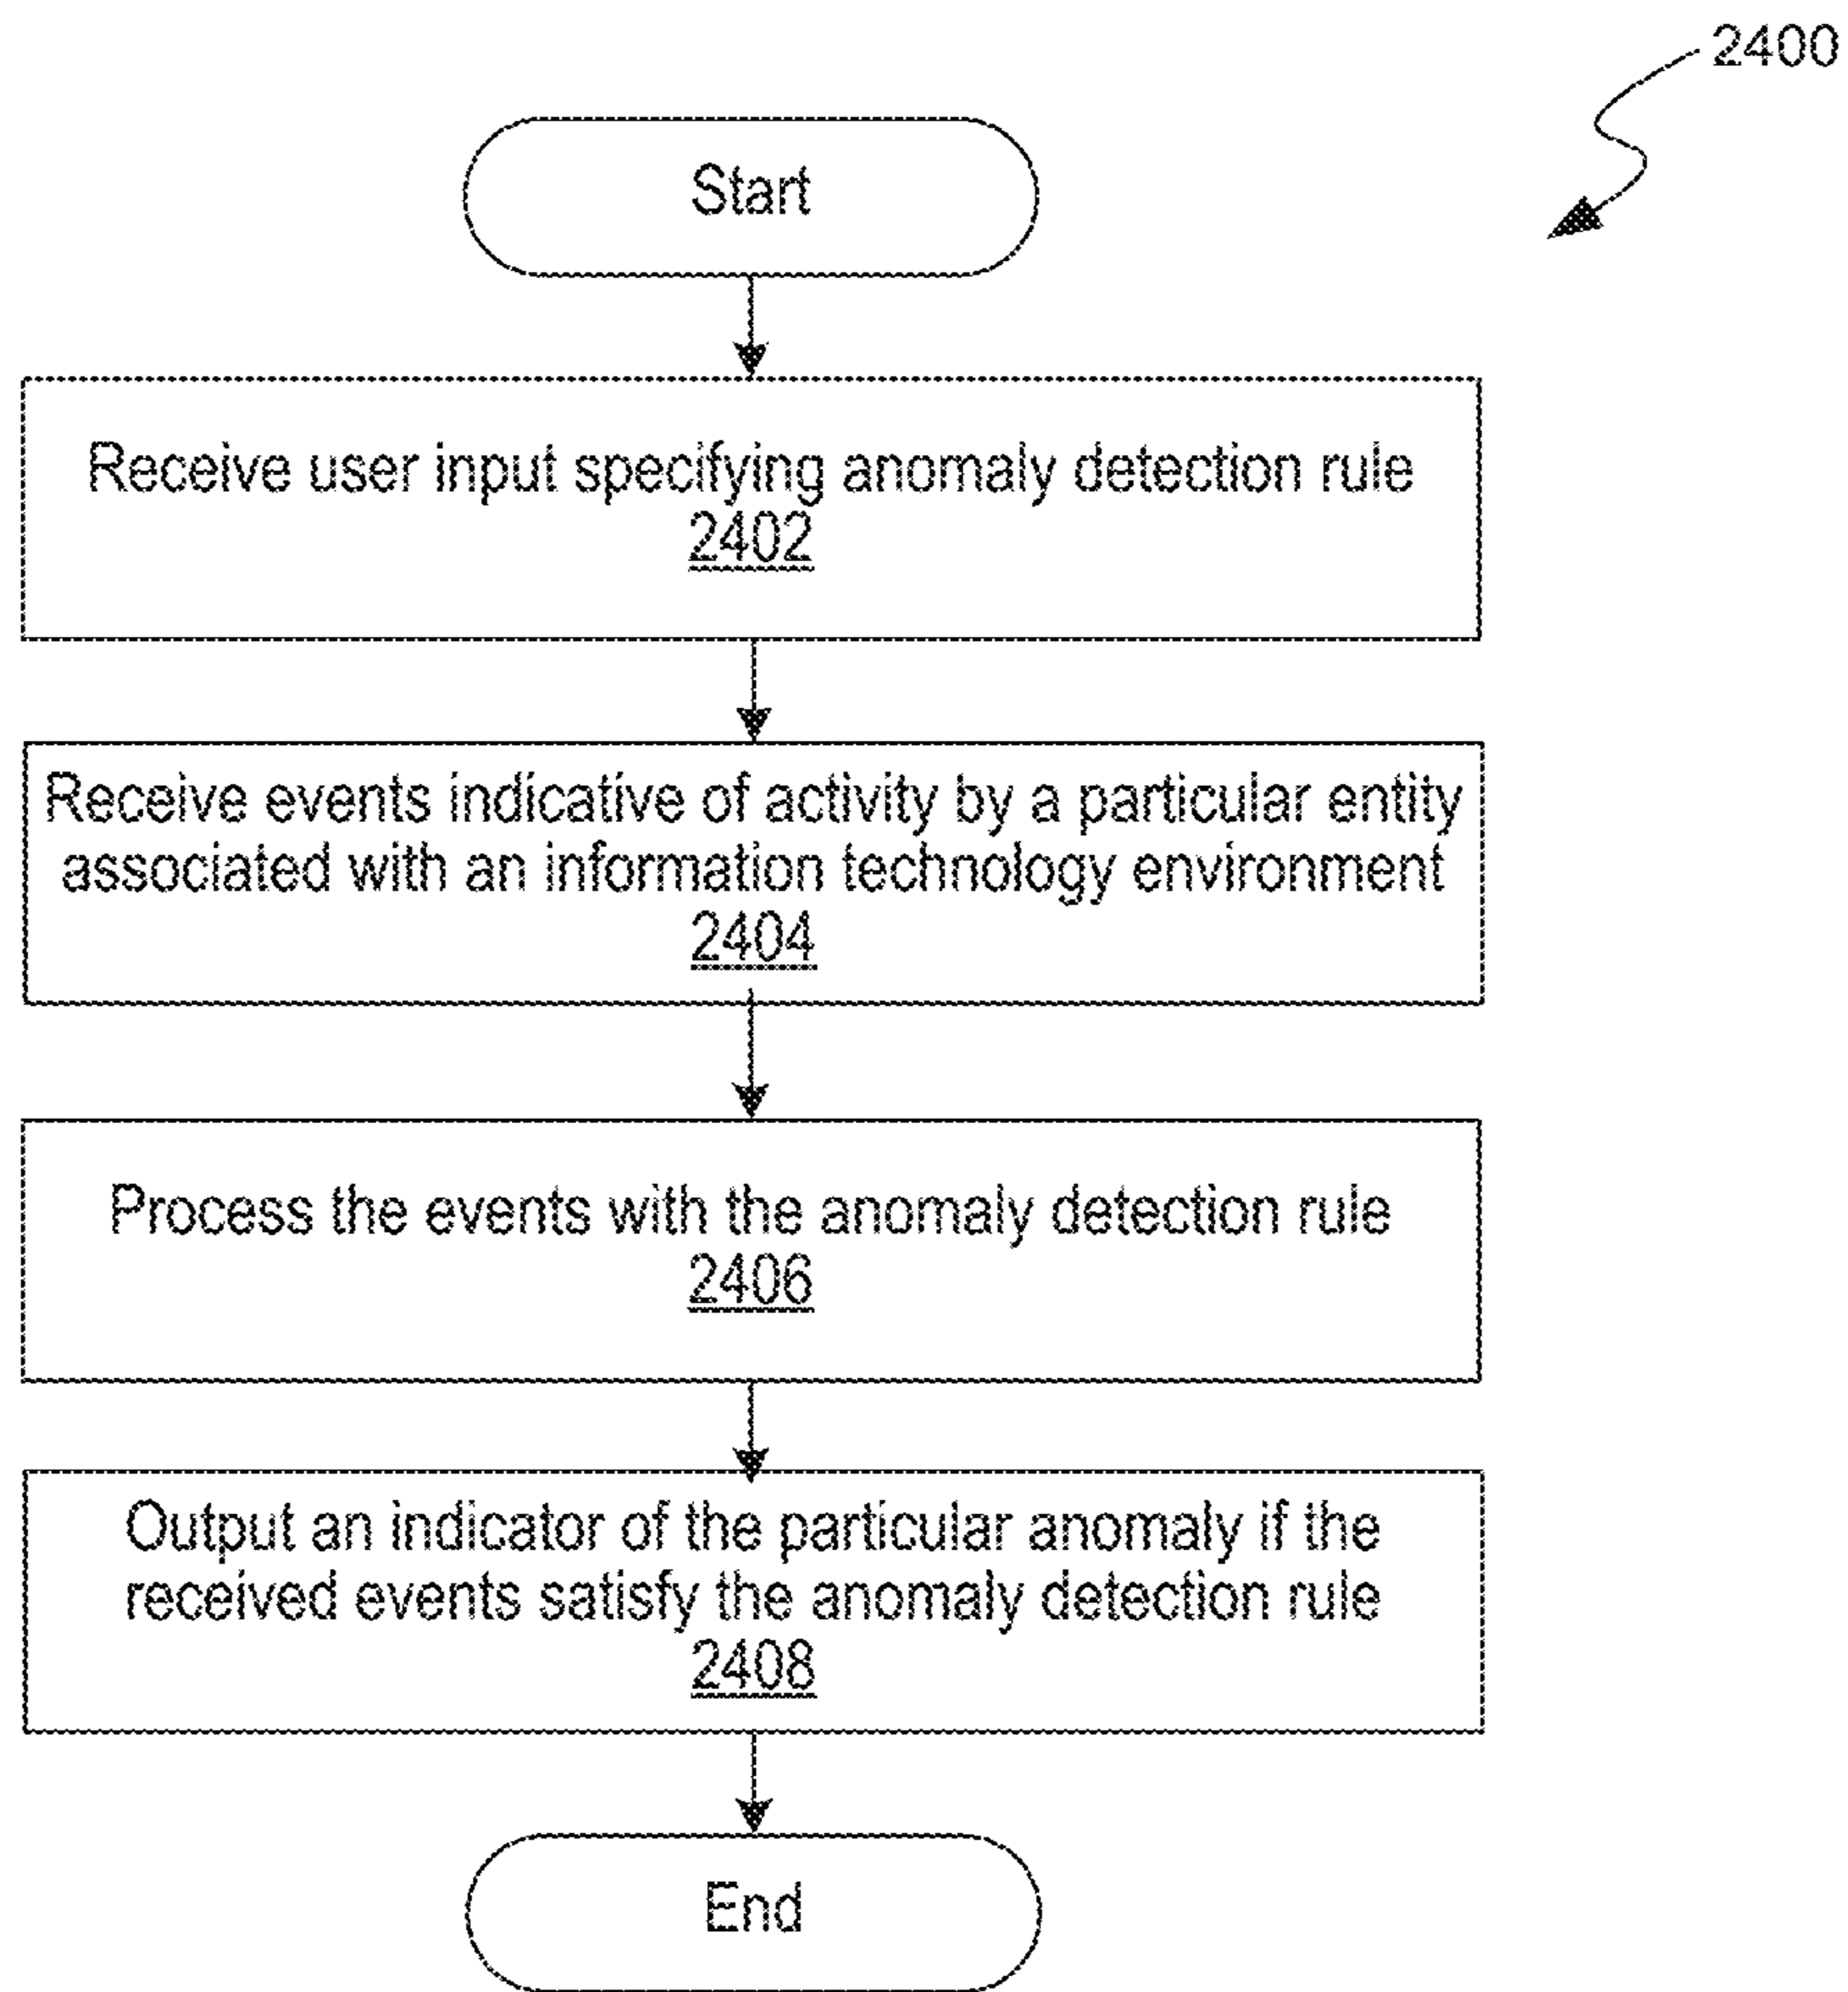 2400
Start
Receive user input specifying anomaly detection rule
2402
Receive events indicative of activity by a particular entity
associated with an information technology environment
2404
Process the events with the anomaly detection rule
2406
Output an indicator of the particular anomaly if the
received events satisfy the anomaly detection rule
2408
End